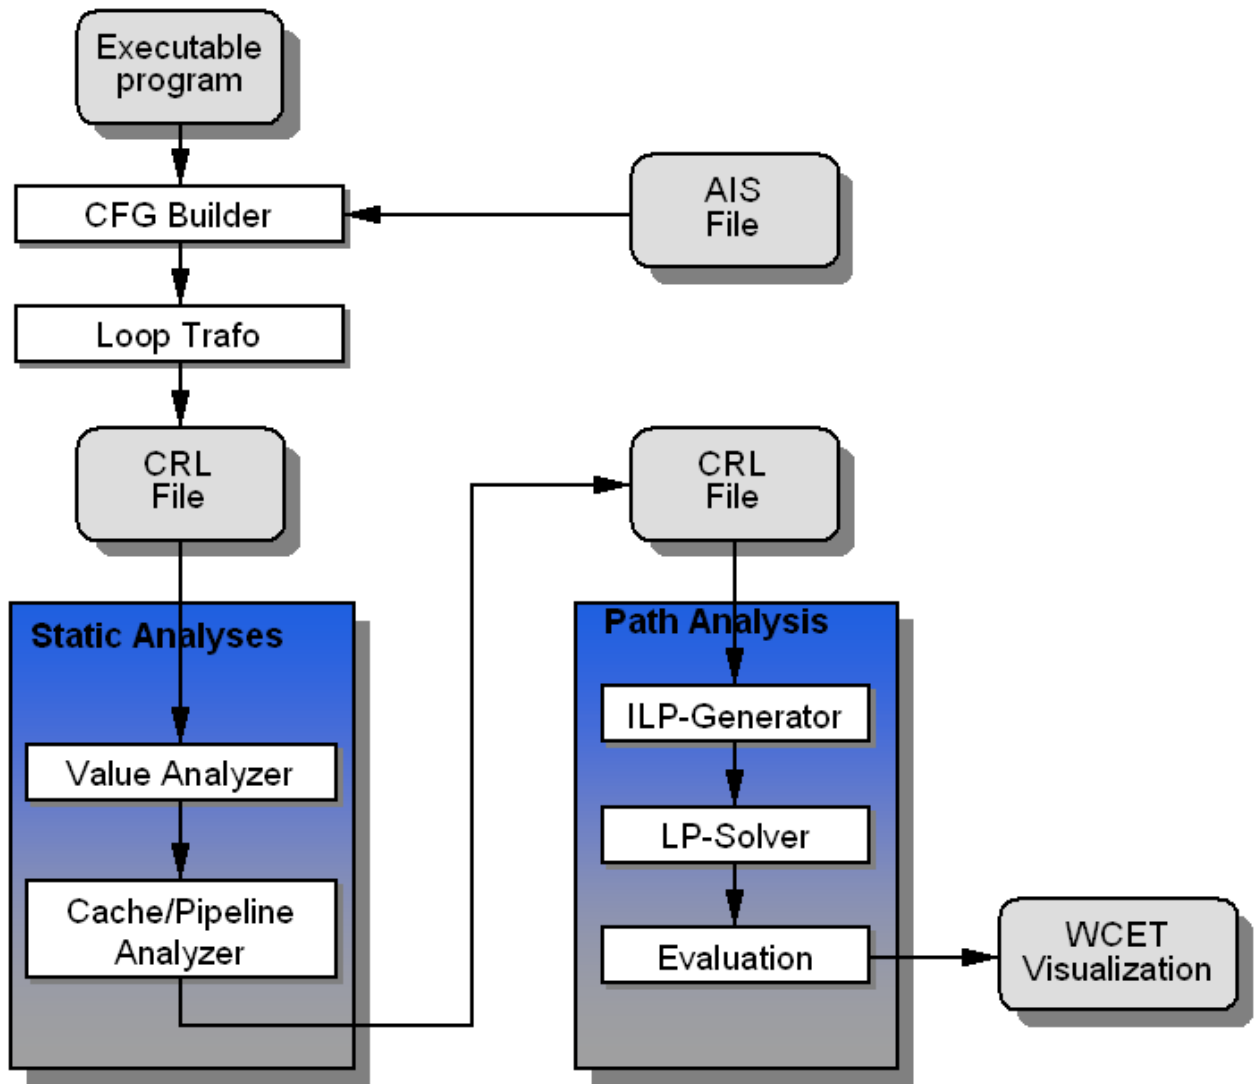 Executable
program
CFG Builder
AIS
File
Loop Trafo
CRL
File
CRL
File
Static Analyses
Value Analyzer
Cache/Pipeline
Analyzer
Path Analysis
ILP-Generator
LP-Solver
Evaluation
WCET
Visualization